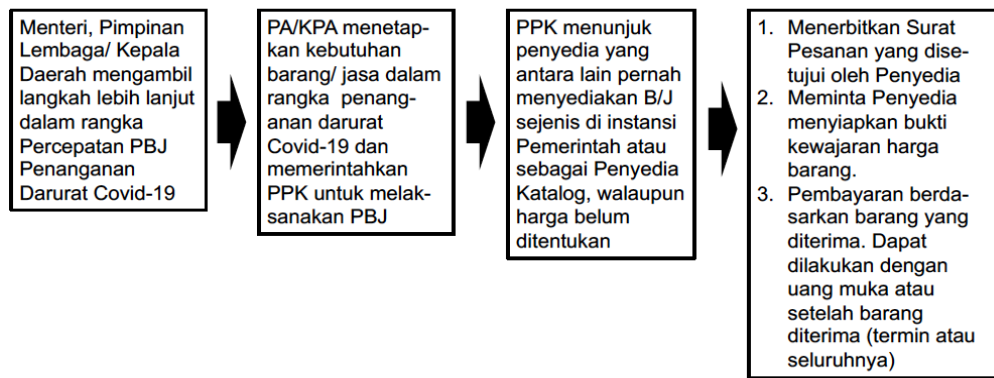 Menteri, Pimpinan
Lembaga/ Kepala
Daerah mengambil
langkah lebih lanjut
dalam rangka
Percepatan PBJ
Penanganan
Darurat Covid-19
PA/KPA menetap-
kan kebutuhan
barang/ jasa dalam
rangka penang-
anan darurat
Covid-19 dan
memerintahkan
PPK untuk melak-
sanakan PBJ
PPK menunjuk
penyedia yang
antara lain pernah
menyediakan B/J
sejenis di instansi
Pemerintah atau
sebagai Penyedia
Katalog, walaupun
harga belum
ditentukan
1. Menerbitkan Surat
Pesanan yang dise-
tujui oleh Penyedia
2. Meminta Penyedia
menyiapkan bukti
kewajaran harga
barang.
3. Pembayaran berda-
sarkan barang yang
diterima. Dapat
dilakukan dengan
uang muka atau
setelah barang
diterima (termin atau
seluruhnya)